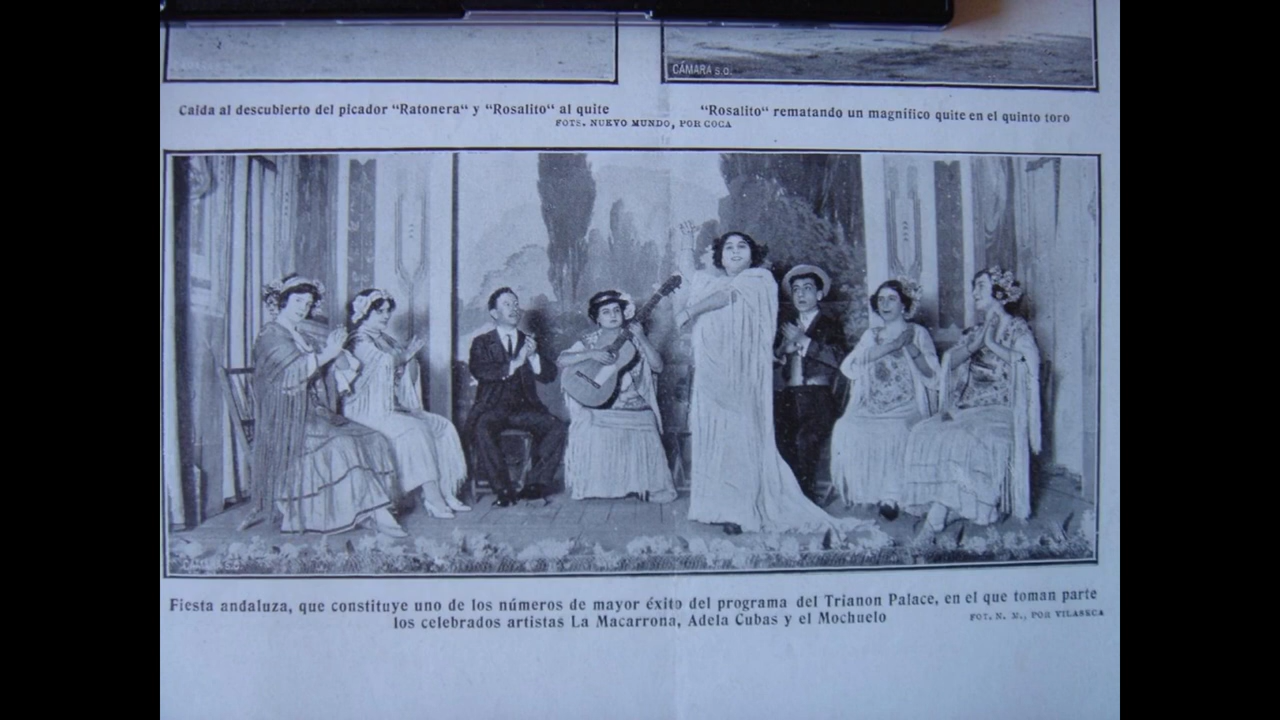 CÁMARA S.O.
Caída al descubierto del picador "Ratonera" y "Rosalito" al quite
"Rosalito" rematando un magnífico quite en el quinto toro
FOTS. NUEVO MUNDO, POR COCA
Fiesta andaluza, que constituye uno de los números de mayor éxito del programa del Trianon Palace, en el que toman parte
los celebrados artistas La Macarrona, Adela Cubas y el Mochuelo
FOT. N. M., POR VILASECA